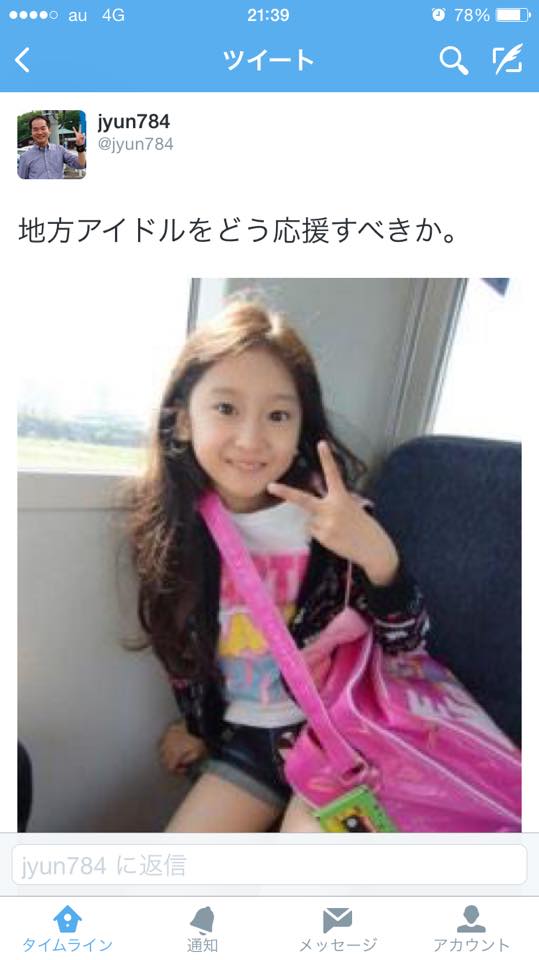 au 4G 21:39 78%
ツイート
jyun784
@jyun784
地方アイドルをどう応援すべきか。
jyun784 に返信
タイムライン 通知 メッセージ アカウント